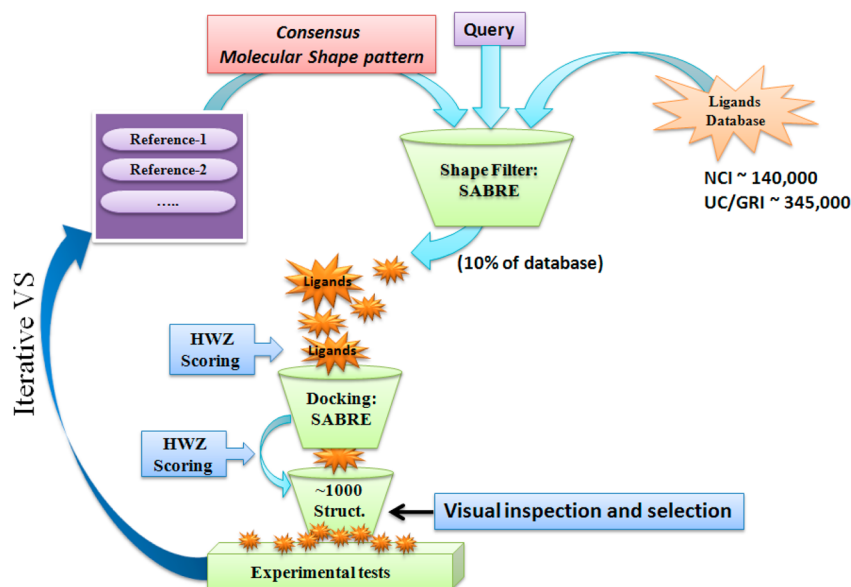 Consensus
Molecular Shape pattern
Query
Ligands
Database
Reference-1
Reference-2
.....
Shape Filter:
SABRE
NCI ~ 140,000
UC/GRI ~ 345,000
(10% of database)
Ligands
Iterative VS
HWZ
Scoring
Ligands
Docking:
SABRE
HWZ
Scoring
~1000
Struct.
Visual inspection and selection
Experimental tests